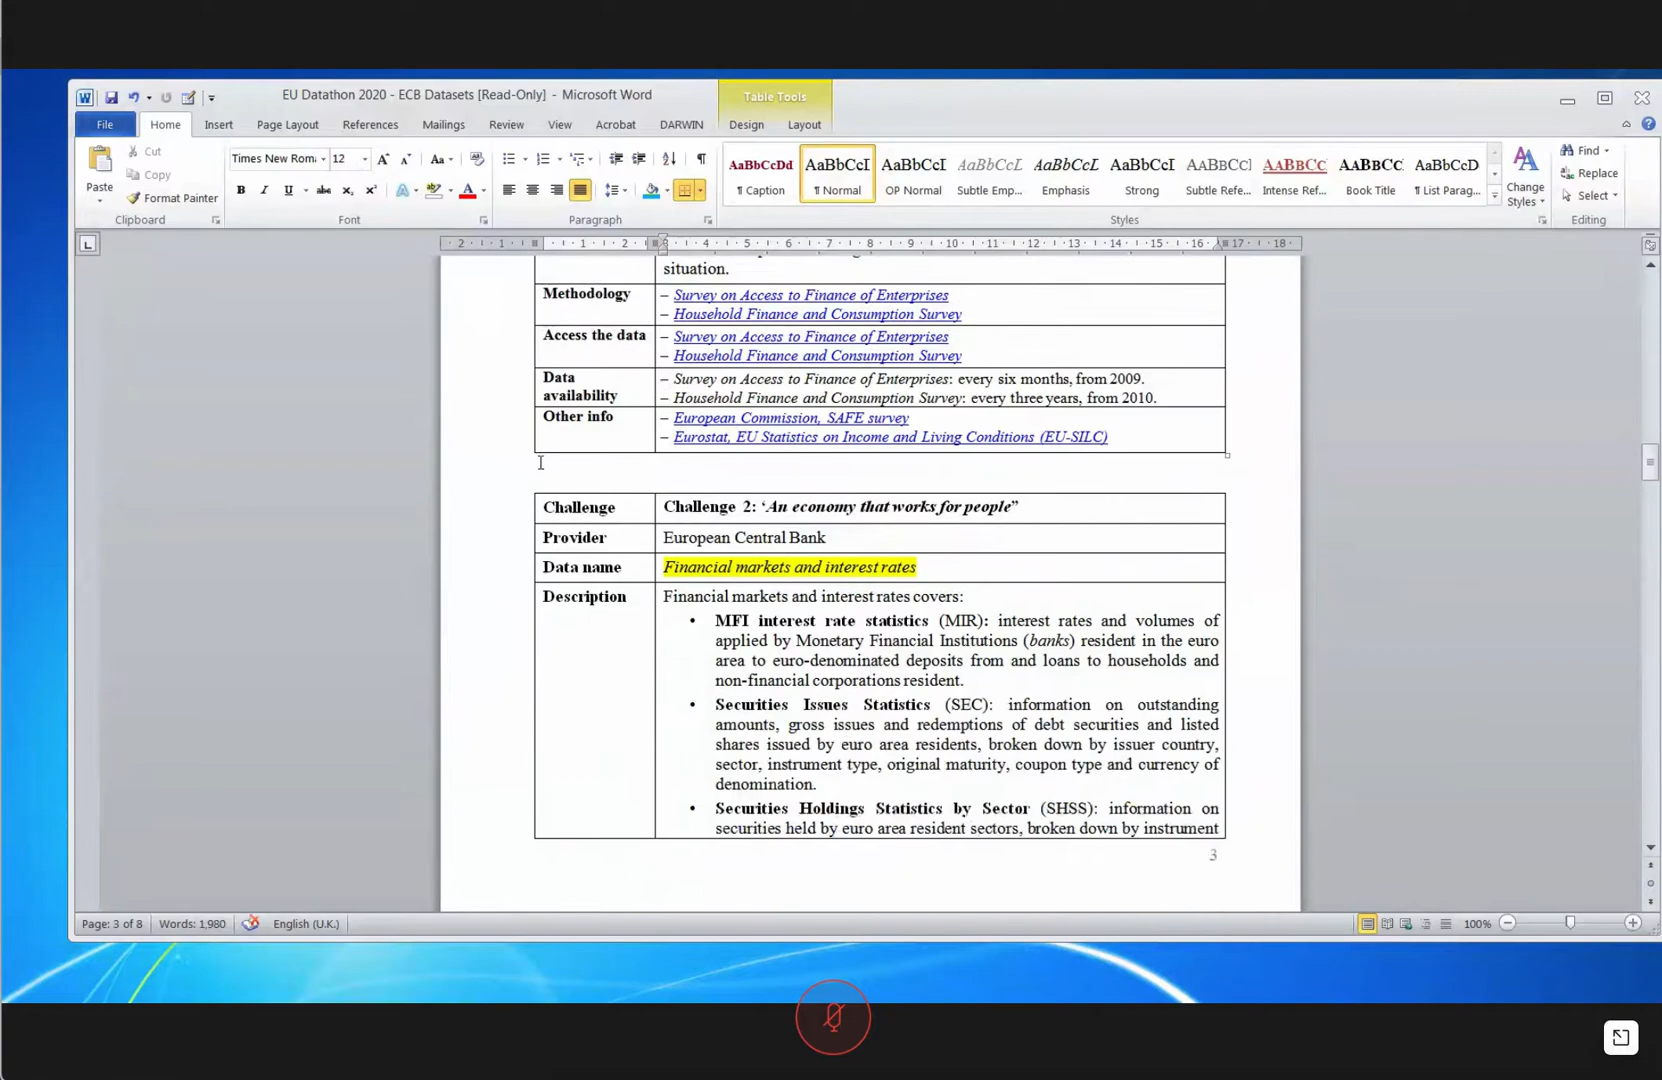 EU Datathon 2020 - ECB Datasets [Read-Only] - Microsoft Word
Table Tools
File Home Insert Page Layout References Mailings Review View Acrobat DARWIN Design Layout
Paste
Cut
Copy
Format Painter
Clipboard
Times New Roma 12
Font
Paragraph
AaBbCcDd AaBbCcI AaBbCcI AaBbCcL AaBbCcL AaBbCcI AABBCCI AABBCC AABBCC AaBbCcD
¶ Caption ¶ Normal OP Normal Subtle Emp... Emphasis Strong Subtle Refe... Intense Ref... Book Title ¶ List Parag...
Styles
Change Styles
Find
Replace
Select
Editing
situation.
Methodology – Survey on Access to Finance of Enterprises
– Household Finance and Consumption Survey
Access the data – Survey on Access to Finance of Enterprises
– Household Finance and Consumption Survey
Data availability – Survey on Access to Finance of Enterprises: every six months, from 2009.
– Household Finance and Consumption Survey: every three years, from 2010.
Other info – European Commission, SAFE survey
– Eurostat, EU Statistics on Income and Living Conditions (EU-SILC)
Challenge Challenge 2: ‘An economy that works for people”
Provider European Central Bank
Data name Financial markets and interest rates
Description Financial markets and interest rates covers:
• MFI interest rate statistics (MIR): interest rates and volumes of
applied by Monetary Financial Institutions (banks) resident in the euro
area to euro-denominated deposits from and loans to households and
non-financial corporations resident.
• Securities Issues Statistics (SEC): information on outstanding
amounts, gross issues and redemptions of debt securities and listed
shares issued by euro area residents, broken down by issuer country,
sector, instrument type, original maturity, coupon type and currency of
denomination.
• Securities Holdings Statistics by Sector (SHSS): information on
securities held by euro area resident sectors, broken down by instrument
3
Page: 3 of 8 Words: 1,980 English (U.K.) 100%